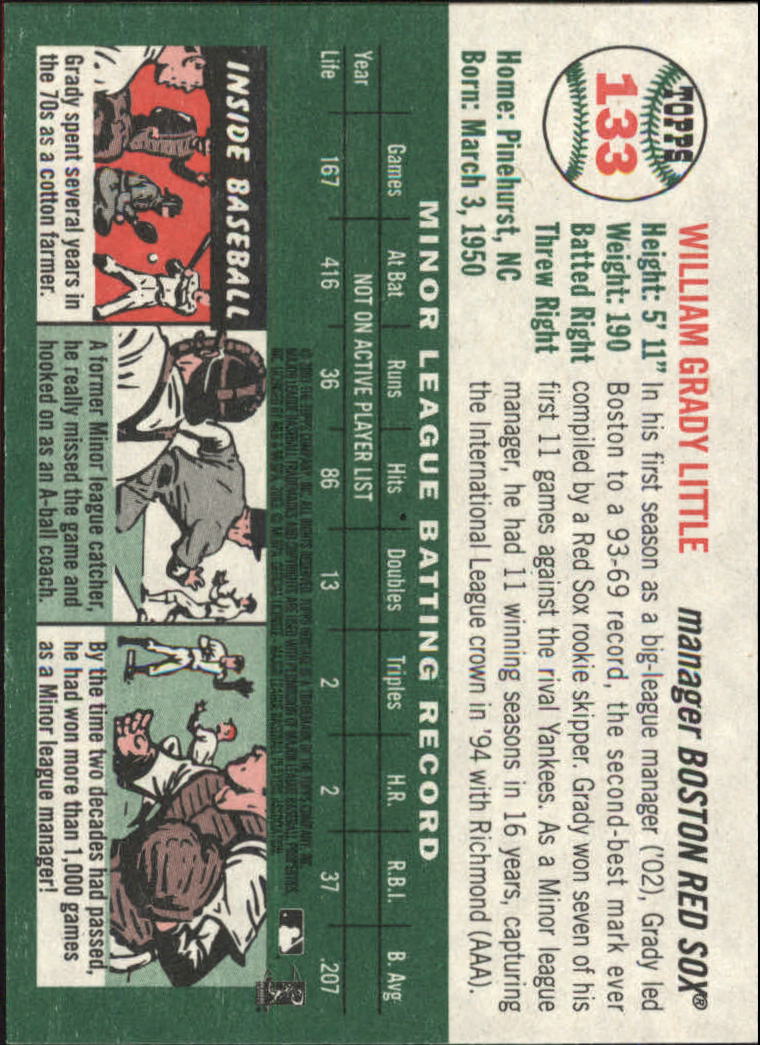 TOPPS
133
WILLIAM GRADY LITTLE manager BOSTON RED SOX®
Height: 5' 11"
Weight: 190
Batted Right
Threw Right
Home: Pinehurst, NC
Born: March 3, 1950
In his first season as a big-league manager ('02), Grady led
Boston to a 93-69 record, the second-best mark ever
compiled by a Red Sox rookie skipper. Grady won seven of his
first 11 games against the rival Yankees. As a Minor league
manager, he had 11 winning seasons in 16 years, capturing
the International League crown in '94 with Richmond (AAA).
MINOR LEAGUE BATTING RECORD
Year Games At Bat Runs Hits Doubles Triples H.R. R.B.I. B. Avg
NOT ON ACTIVE PLAYER LIST
Life 167 416 36 86 13 2 2 37 .207
INSIDE BASEBALL
Grady spent several years in
the 70s as a cotton farmer.
A former Minor league catcher,
he really missed the game and
hooked on as an A-ball coach.
By the time two decades had passed,
he had won more than 1,000 games
as a Minor league manager!